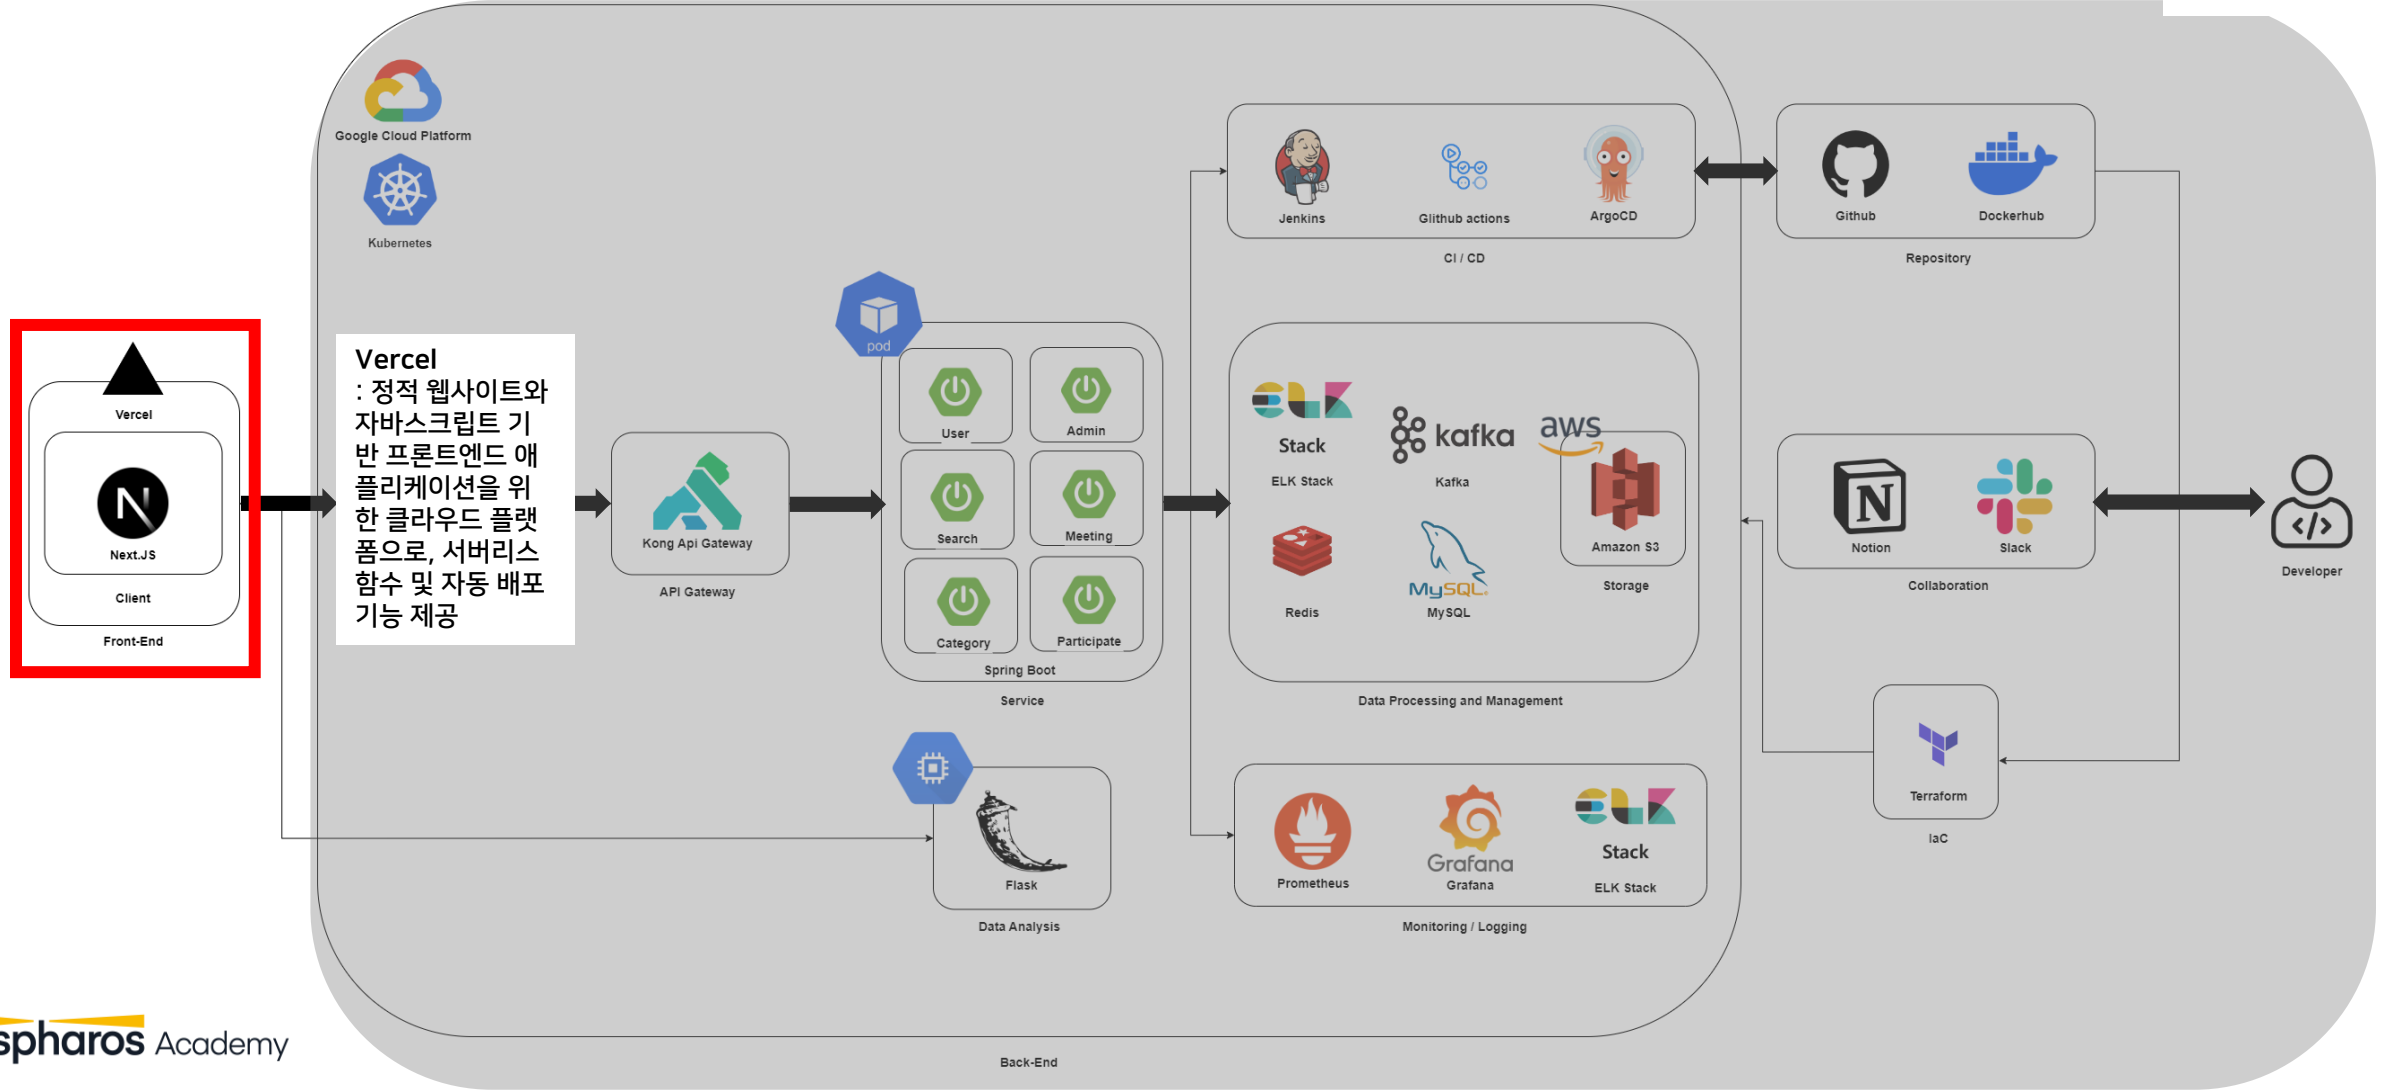 Google Cloud Platform
Kubernetes
Vercel
Next.JS
Client
Front-End
Vercel
: 정적 웹사이트와
자바스크립트 기
반 프론트엔드 애
플리케이션을 위
한 클라우드 플랫
폼으로, 서버리스
함수 및 자동 배포
기능 제공
Kong Api Gateway
API Gateway
pod
User
Admin
Search
Meeting
Category
Participate
Spring Boot
Service
Flask
Data Analysis
Jenkins
Glithub actions
ArgoCD
CI / CD
ELK
Stack
ELK Stack
kafka
Kafka
aws
Amazon S3
Storage
Redis
MySQL
MySQL
Data Processing and Management
Prometheus
Grafana
Grafana
ELK
Stack
ELK Stack
Monitoring / Logging
Github
Dockerhub
Repository
Notion
Slack
Collaboration
Developer
Terraform
IaC
Back-End
spharos Academy